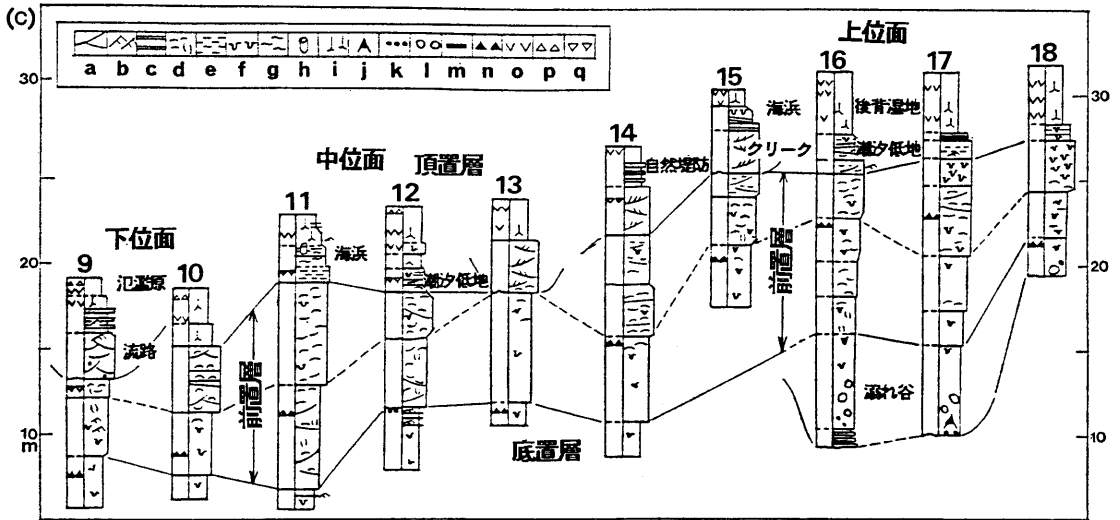 (c)
a b c d e f g h i j k l m n o p q
上位面
30
15
16
17
18
30
海浜
後背湿地
中位面
頂置層
14
自然堤防
クリーク
潮汐低地
11
12
13
下位面
20
9
氾濫原
10
海浜
潮汐低地
前置層
20
流路
前置層
溺れ谷
10
m
底置層
10